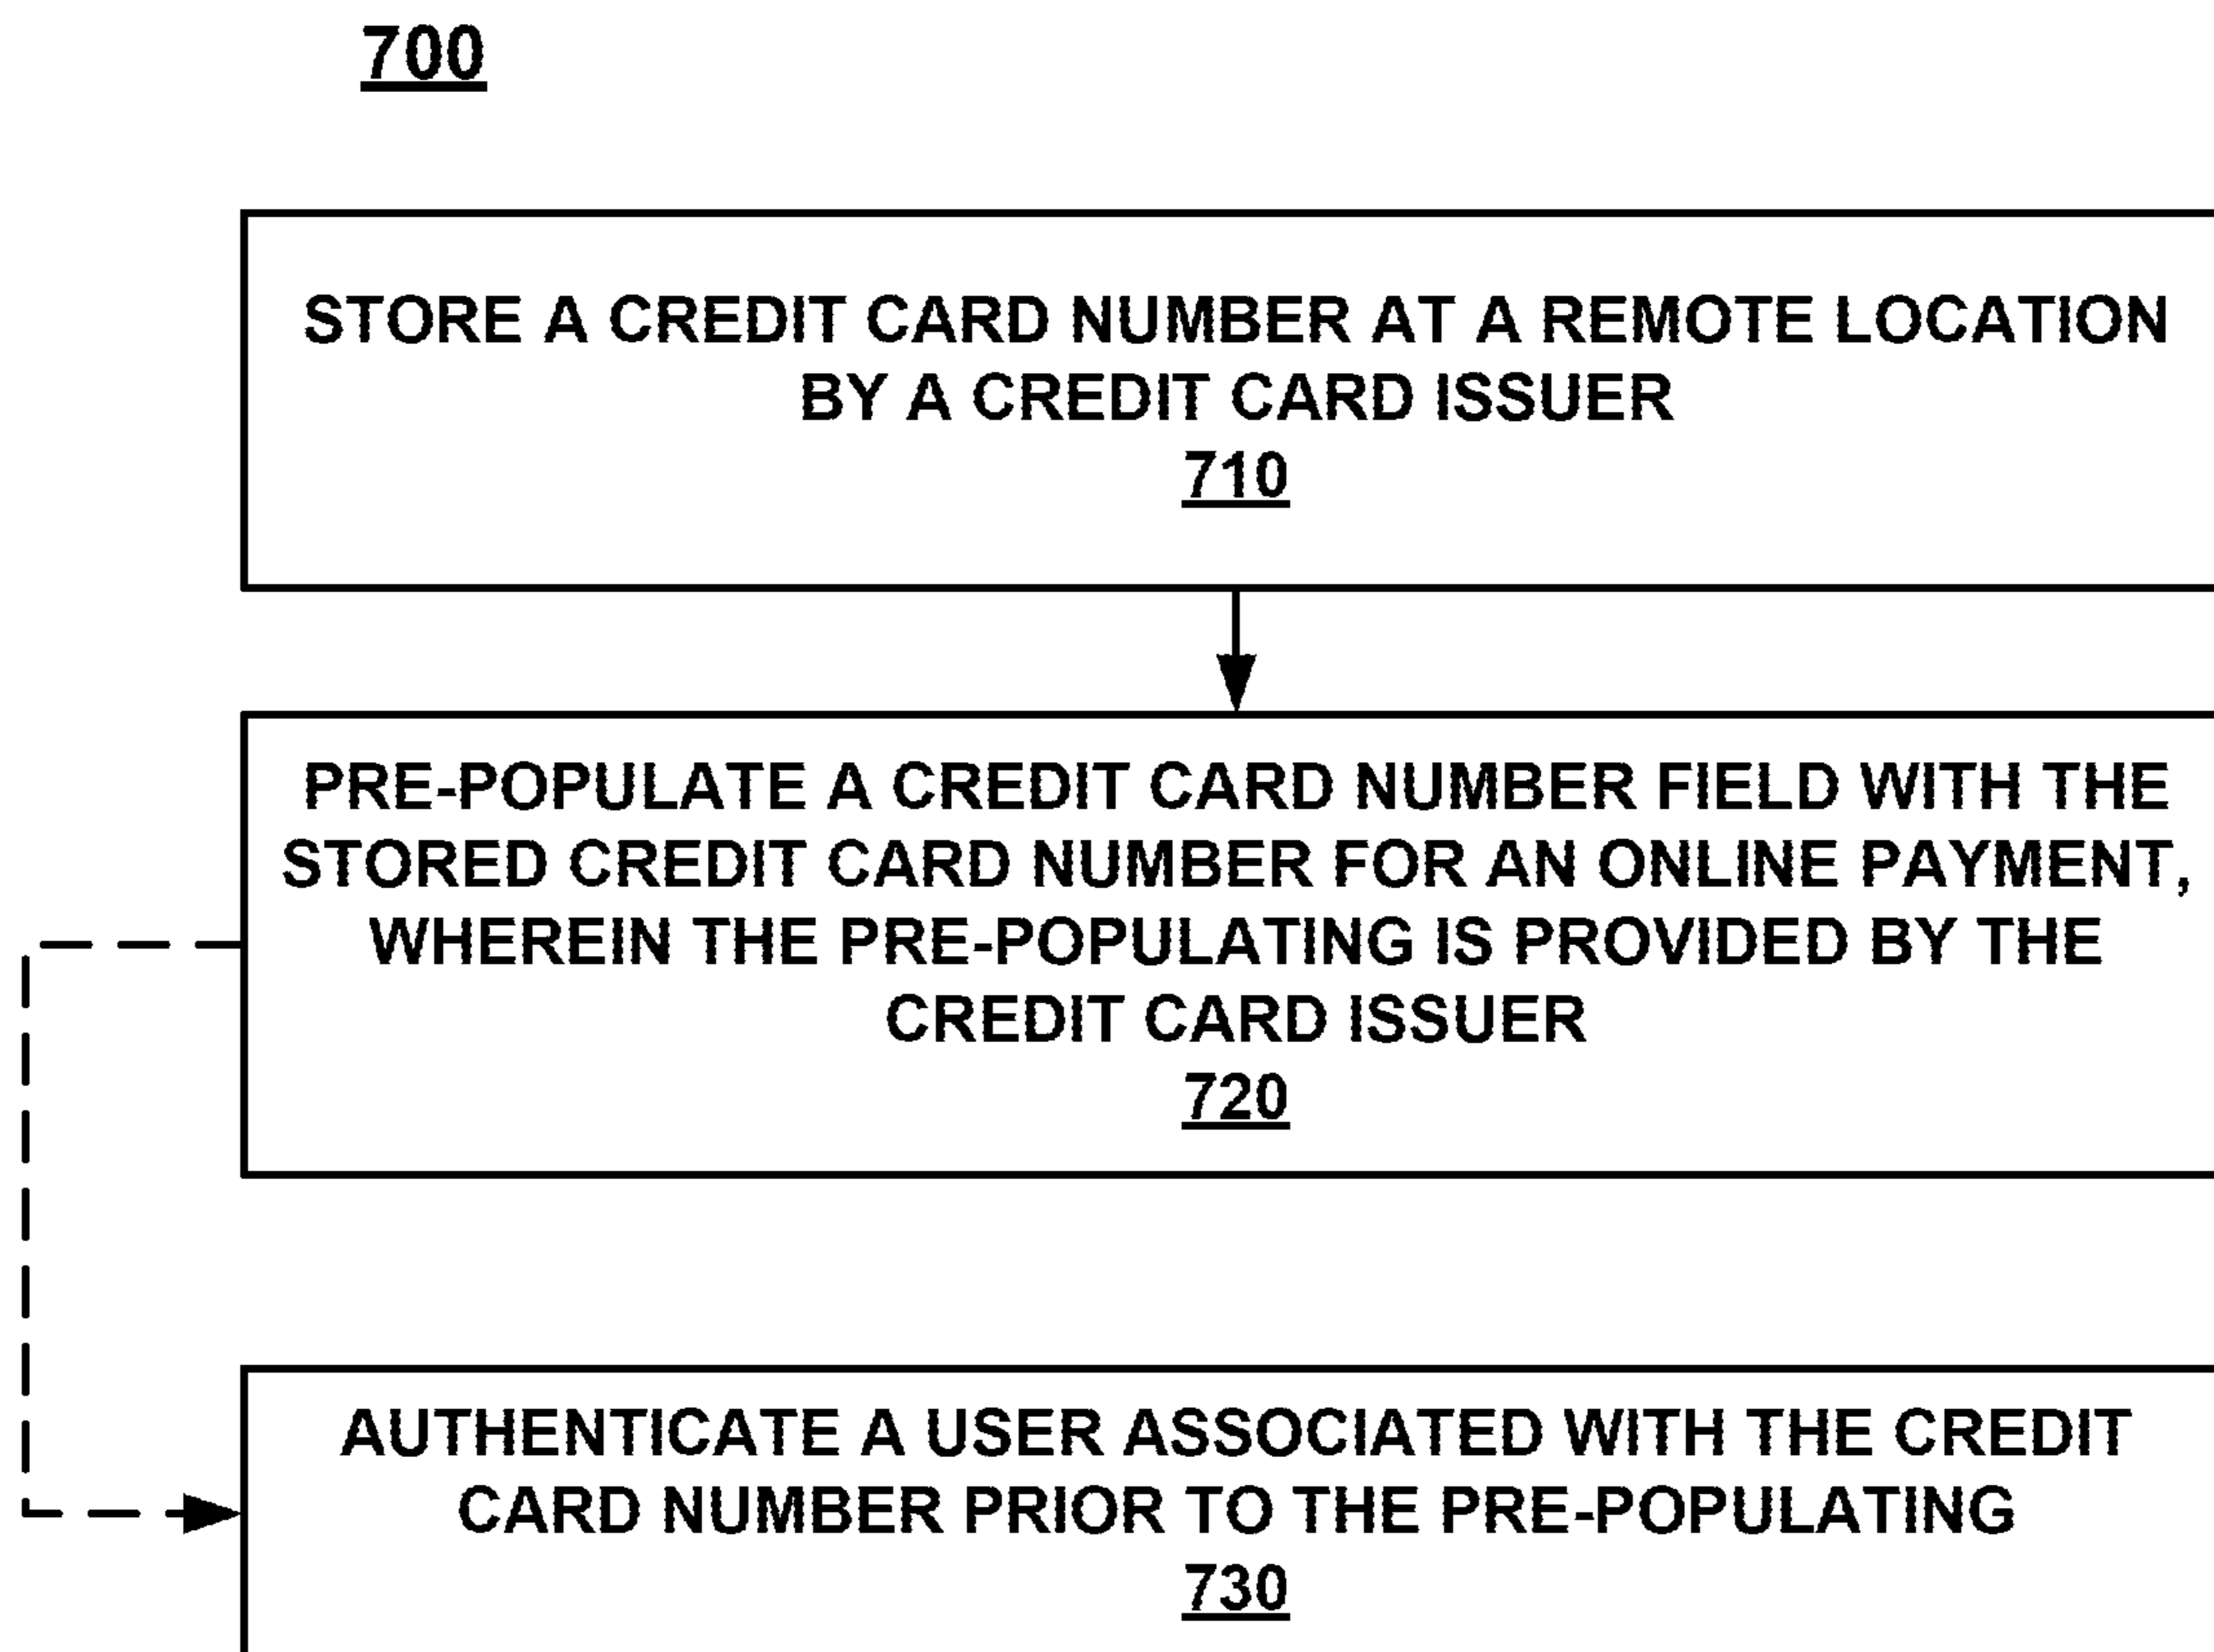 700
STORE A CREDIT CARD NUMBER AT A REMOTE LOCATION
BY A CREDIT CARD ISSUER
710
PRE-POPULATE A CREDIT CARD NUMBER FIELD WITH THE
STORED CREDIT CARD NUMBER FOR AN ONLINE PAYMENT,
WHEREIN THE PRE-POPULATING IS PROVIDED BY THE
CREDIT CARD ISSUER
720
AUTHENTICATE A USER ASSOCIATED WITH THE CREDIT
CARD NUMBER PRIOR TO THE PRE-POPULATING
730